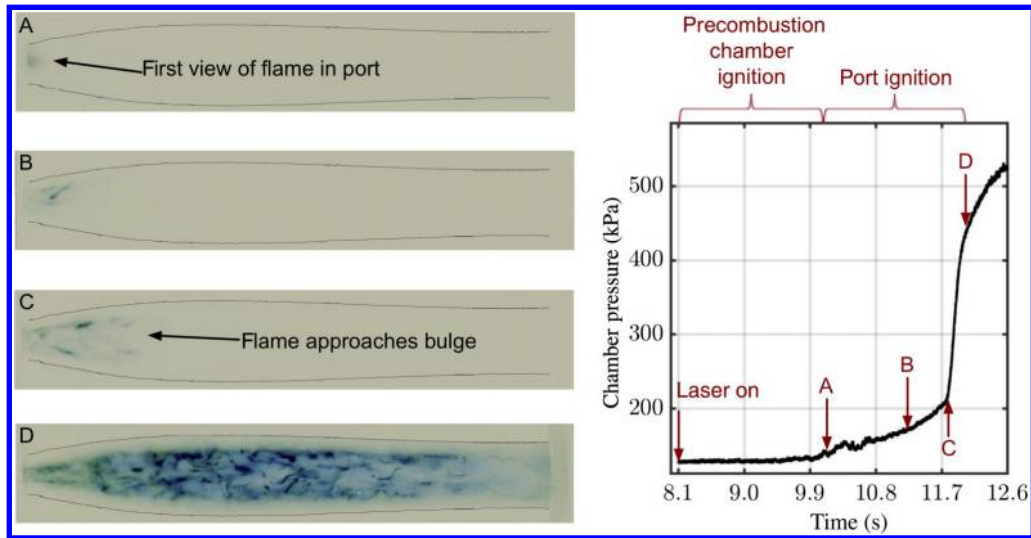 A
First view of flame in port
B
C
Flame approaches bulge
D
Precombustion
chamber
ignition
Port ignition
Chamber pressure (kPa)
500
400
300
200
Laser on
A
B
C
D
8.1
9.0
9.9
10.8
11.7
12.6
Time (s)